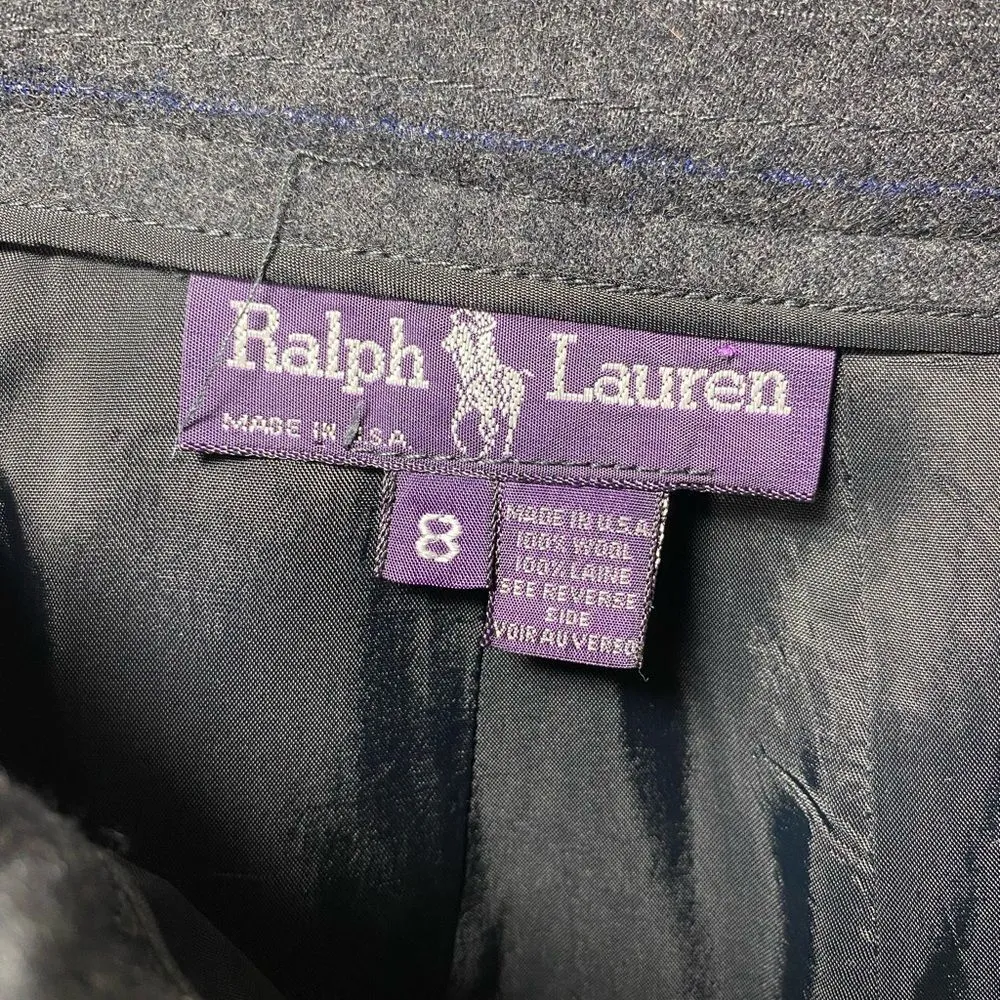 Ralph Lauren
MADE IN U.S.A.
8
MADE IN U.S.A.
100% WOOL
100% LAINE
SEE REVERSE
SIDE
VOIR AU VERSO